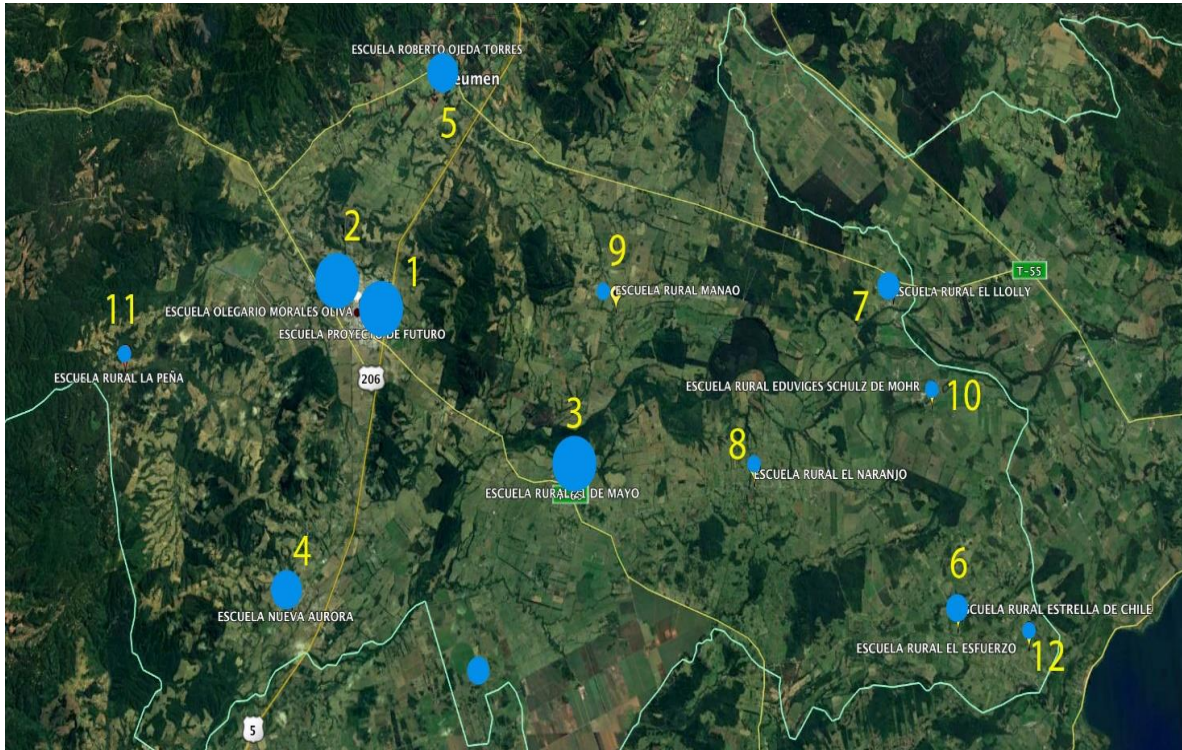 ESCUELA ROBERTO OJEDA TORRES
eumen
5
2
1
9
ESCUELA RURAL MANAO
T-55
7
ESCUELA RURAL EL LLOLLY
11
ESCUELA OLEGARIO MORALES OLIVA
ESCUELA PROYECTO DE FUTURO
ESCUELA RURAL LA PEÑA
206
ESCUELA RURAL EDUVIGES SCHULZ DE MOHR
10
3
8
ESCUELA RURAL EL NARANJO
ESCUELA RURAL 21 DE MAYO
4
ESCUELA NUEVA AURORA
6
SCUELA RURAL ESTRELLA DE CHILE
ESCUELA RURAL EL ESFUERZO
12
5